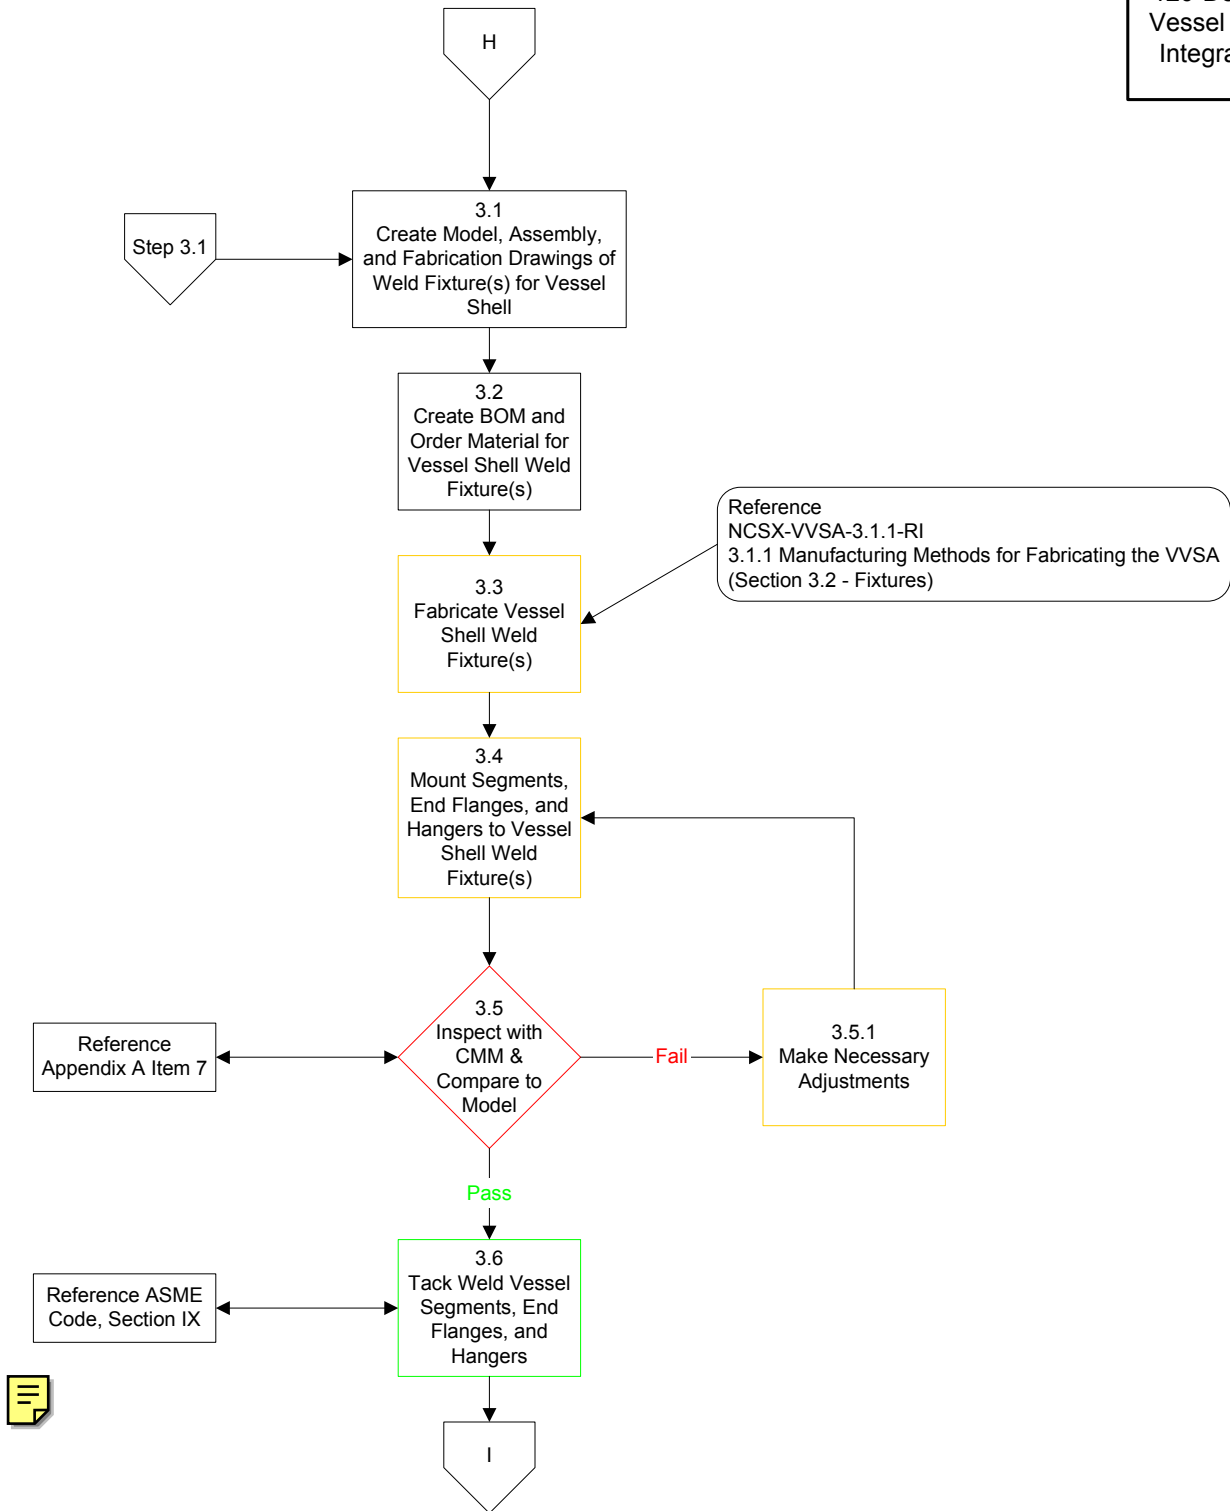 Vessel
H
3.1
Create Model, Assembly,
and Fabrication Drawings of
Weld Fixture(s) for Vessel
Shell
Step 3.1
3.2
Create BOM and
Order Material for
Vessel Shell Weld
Fixture(s)
Reference
NCSX-VVSA-3.1.1-RI
3.1.1 Manufacturing Methods for Fabricating the VVSA
(Section 3.2 - Fixtures)
3.3
Fabricate Vessel
Shell Weld
Fixture(s)
3.4
Mount Segments,
End Flanges, and
Hangers to Vessel
Shell Weld
Fixture(s)
3.5
Inspect with
CMM &
Compare to
Model
Reference
Appendix A Item 7
Fail
3.5.1
Make Necessary
Adjustments
Pass
3.6
Tack Weld Vessel
Segments, End
Flanges, and
Hangers
Reference ASME
Code, Section IX
I